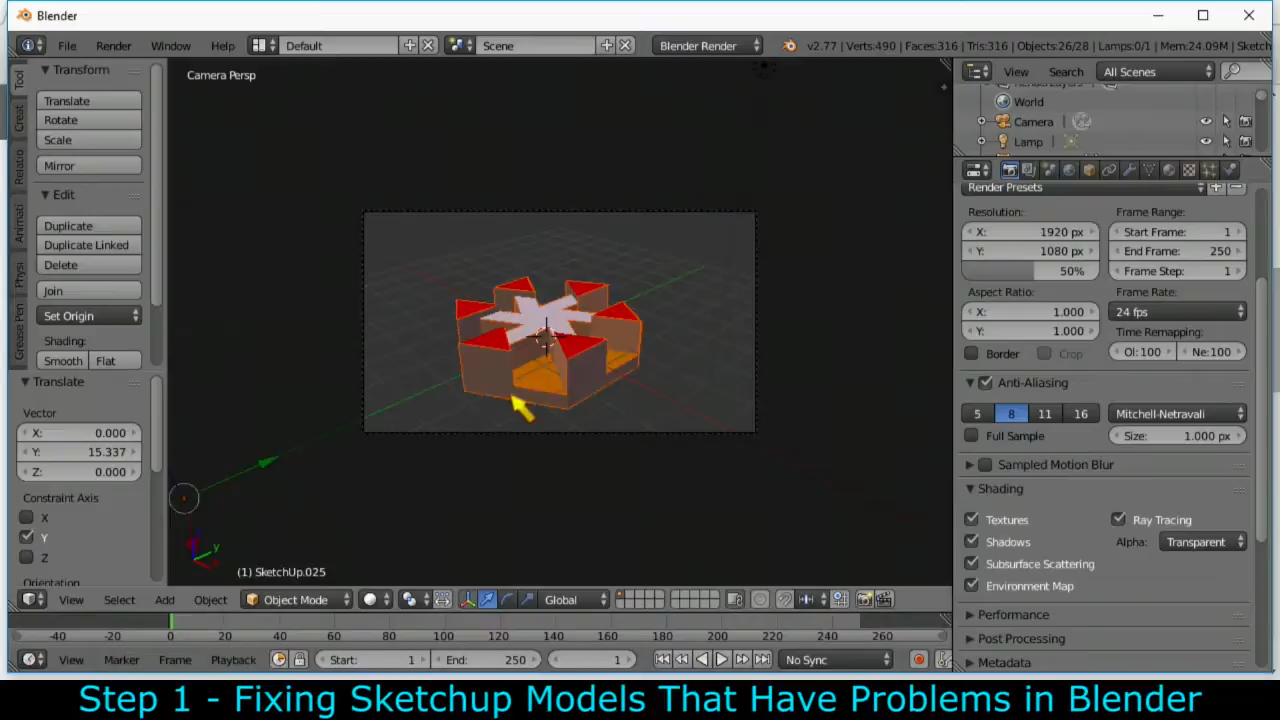 Blender
File Render Window Help Default Scene Blender Render v2.77 | Verts:490 | Faces:316 | Tris:316 | Objects:26/28 | Lamps:0/1 | Mem:24.09M | Sketch
Tool
Creat
Relatio
Animati
Physi
Grease Pen
Transform
Translate
Rotate
Scale
Mirror
Edit
Duplicate
Duplicate Linked
Delete
Join
Set Origin
Shading:
Smooth Flat
Translate
Vector
X: 0.000
Y: 15.337
Z: 0.000
Constraint Axis
X
Y
Z
Orientation
Camera Persp
y
(1) SketchUp.025
View Select Add Object Object Mode Global
-40 -20 0 20 40 60 80 100 120 140 160 180 200 220 240 260
View Marker Frame Playback Start: 1 End: 250 1 No Sync
View Search All Scenes
World
Camera
Lamp
Render Presets
Resolution: Frame Range:
X: 1920 px Start Frame: 1
Y: 1080 px End Frame: 250
50% Frame Step: 1
Aspect Ratio: Frame Rate:
X: 1.000 24 fps
Y: 1.000 Time Remapping:
Border Crop Ol:100 Ne:100
Anti-Aliasing
5 8 11 16 Mitchell-Netravali
Full Sample Size: 1.000 px
Sampled Motion Blur
Shading
Textures Ray Tracing
Shadows Alpha: Transparent
Subsurface Scattering
Environment Map
Performance
Post Processing
Metadata
Step 1 - Fixing Sketchup Models That Have Problems in Blender